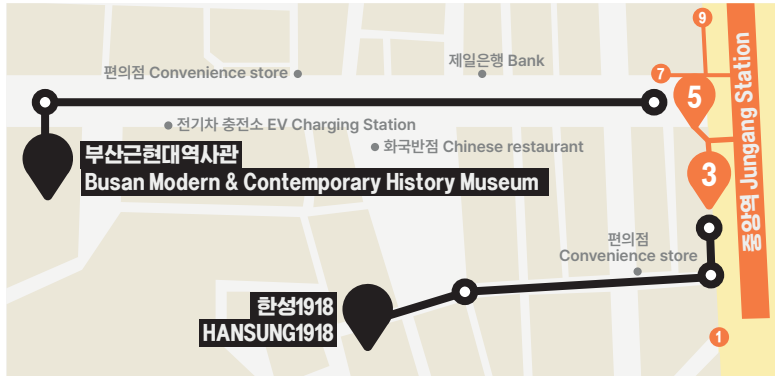 9
편의점 Convenience store
제일은행 Bank
7
5
전기차 충전소 EV Charging Station
화국반점 Chinese restaurant
부산근현대역사관
Busan Modern & Contemporary History Museum
3
중앙역 Jungang Station
편의점
Convenience store
한성1918
HANSUNG1918
1